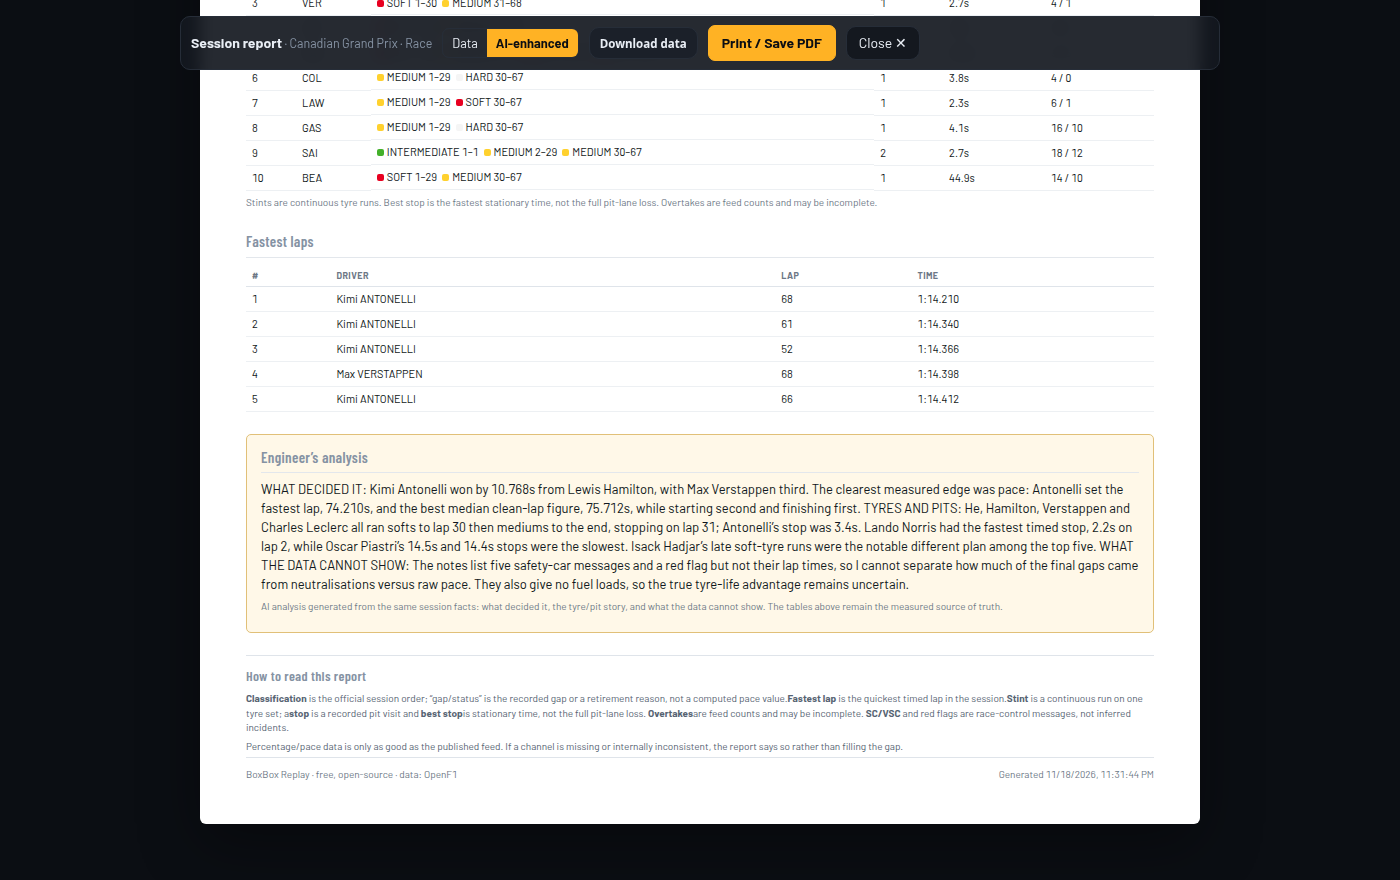 3 VER SOFT 1–30 MEDIUM 31–68 1 2.7s 4 / 1
Session report · Canadian Grand Prix · Race Data AI-enhanced Download data Print / Save PDF Close ✕
6 COL MEDIUM 1–29 HARD 30–67 1 3.8s 4 / 0
7 LAW MEDIUM 1–29 SOFT 30–67 1 2.3s 6 / 1
8 GAS MEDIUM 1–29 HARD 30–67 1 4.1s 16 / 10
9 SAI INTERMEDIATE 1–1 MEDIUM 2–29 MEDIUM 30–67 2 2.7s 18 / 12
10 BEA SOFT 1–29 MEDIUM 30–67 1 44.9s 14 / 10
Stints are continuous tyre runs. Best stop is the fastest stationary time, not the full pit-lane loss. Overtakes are feed counts and may be incomplete.
Fastest laps
# DRIVER LAP TIME
1 Kimi ANTONELLI 68 1:14.210
2 Kimi ANTONELLI 61 1:14.340
3 Kimi ANTONELLI 52 1:14.366
4 Max VERSTAPPEN 68 1:14.398
5 Kimi ANTONELLI 66 1:14.412
Engineer's analysis
WHAT DECIDED IT: Kimi Antonelli won by 10.768s from Lewis Hamilton, with Max Verstappen third. The clearest measured edge was pace: Antonelli set the
fastest lap, 74.210s, and the best median clean-lap figure, 75.712s, while starting second and finishing first. TYRES AND PITS: He, Hamilton, Verstappen and
Charles Leclerc all ran softs to lap 30 then mediums to the end, stopping on lap 31; Antonelli's stop was 3.4s. Lando Norris had the fastest timed stop, 2.2s on
lap 2, while Oscar Piastri's 14.5s and 14.4s stops were the slowest. Isack Hadjar's late soft-tyre runs were the notable different plan among the top five. WHAT
THE DATA CANNOT SHOW: The notes list five safety-car messages and a red flag but not their lap times, so I cannot separate how much of the final gaps came
from neutralisations versus raw pace. They also give no fuel loads, so the true tyre-life advantage remains uncertain.
AI analysis generated from the same session facts: what decided it, the tyre/pit story, and what the data cannot show. The tables above remain the measured source of truth.
How to read this report
Classification is the official session order; "gap/status" is the recorded gap or a retirement reason, not a computed pace value.Fastest lap is the quickest timed lap in the session.Stint is a continuous run on one
tyre set; astop is a recorded pit visit and best stopis stationary time, not the full pit-lane loss. Overtakesare feed counts and may be incomplete. SC/VSC and red flags are race-control messages, not inferred
incidents.
Percentage/pace data is only as good as the published feed. If a channel is missing or internally inconsistent, the report says so rather than filling the gap.
BoxBox Replay · free, open-source · data: OpenF1 Generated 11/18/2026, 11:31:44 PM